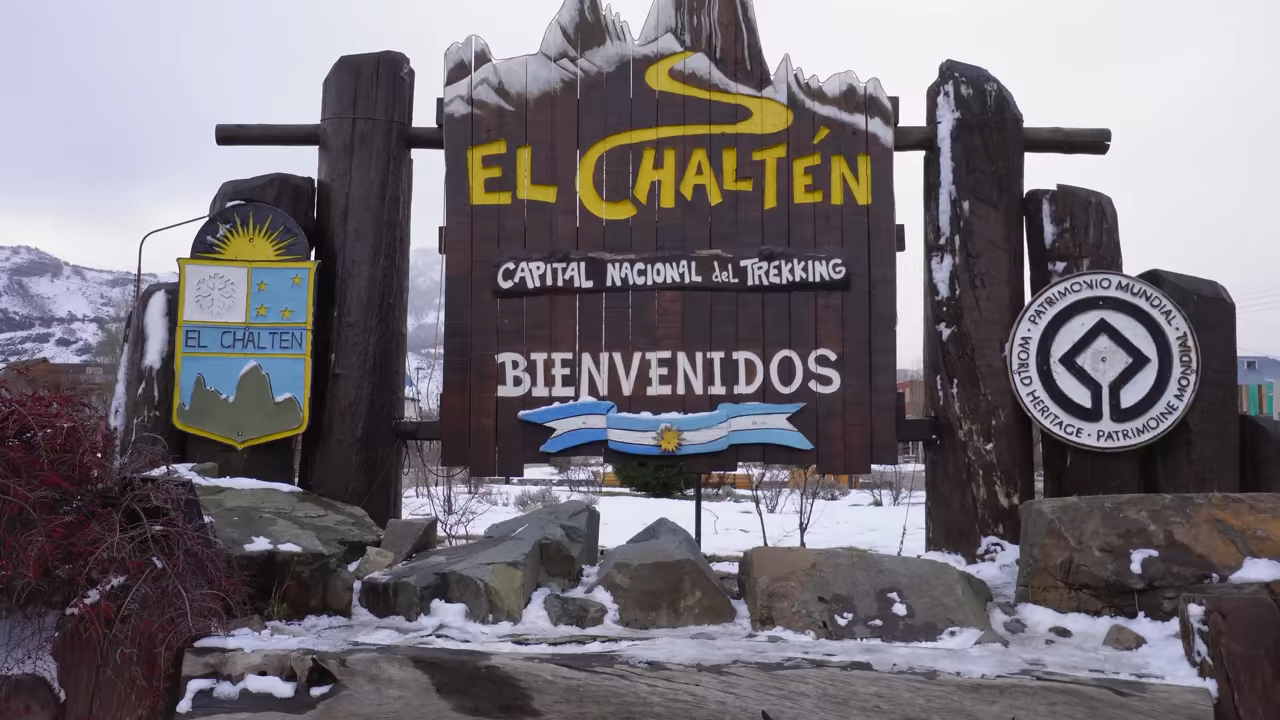 EL CHALTÉN
CAPITAL NACIONAL del TREKKING
BIENVENIDOS
EL CHALTEN
· PATRIMONIO MUNDIAL ·
WORLD HERITAGE · PATRIMOINE MONDIAL